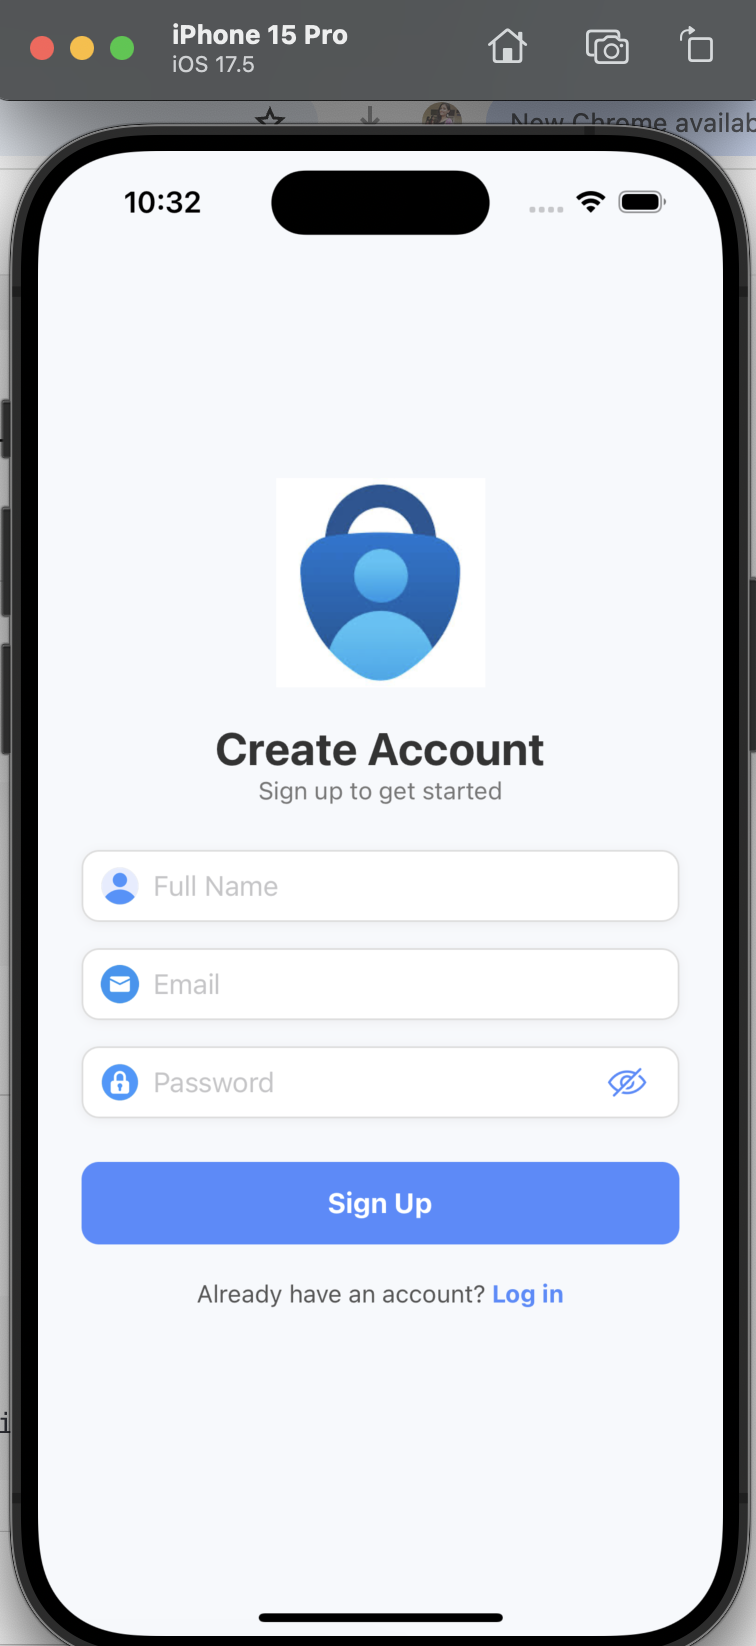 iPhone 15 Pro
iOS 17.5
New Chrome availab
10:32
Create Account
Sign up to get started
Full Name
Email
Password
Sign Up
Already have an account? Log in
i